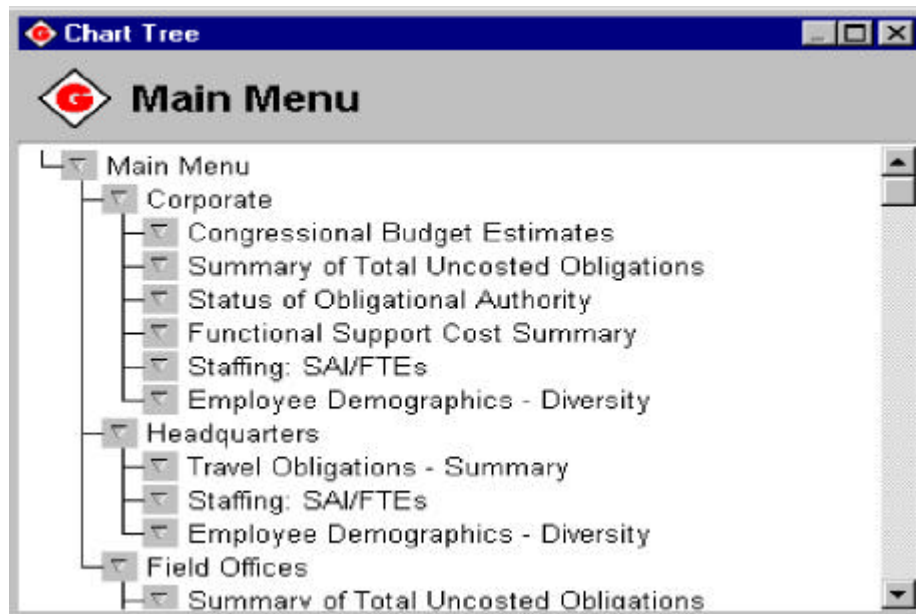 G Chart Tree
G Main Menu
Main Menu
Corporate
Congressional Budget Estimates
Summary of Total Uncosted Obligations
Status of Obligational Authority
Functional Support Cost Summary
Staffing: SAI/FTEs
Employee Demographics - Diversity
Headquarters
Travel Obligations - Summary
Staffing: SAI/FTEs
Employee Demographics - Diversity
Field Offices
Summary of Total Uncosted Obligations